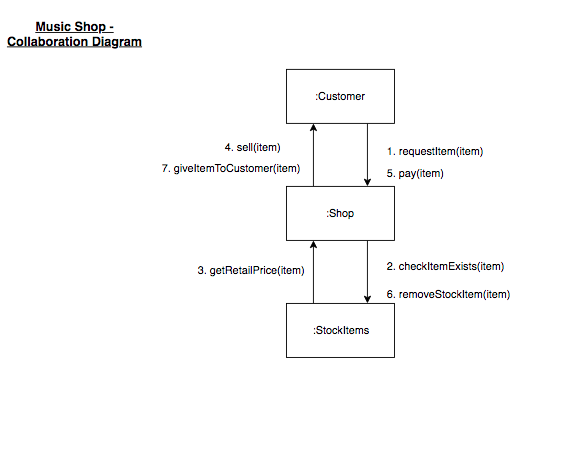 Music Shop -
Collaboration Diagram
:Customer
4. sell(item)
1. requestItem(item)
7. giveItemToCustomer(item)
5. pay(item)
:Shop
3. getRetailPrice(item)
2. checkItemExists(item)
6. removeStockItem(item)
:StockItems